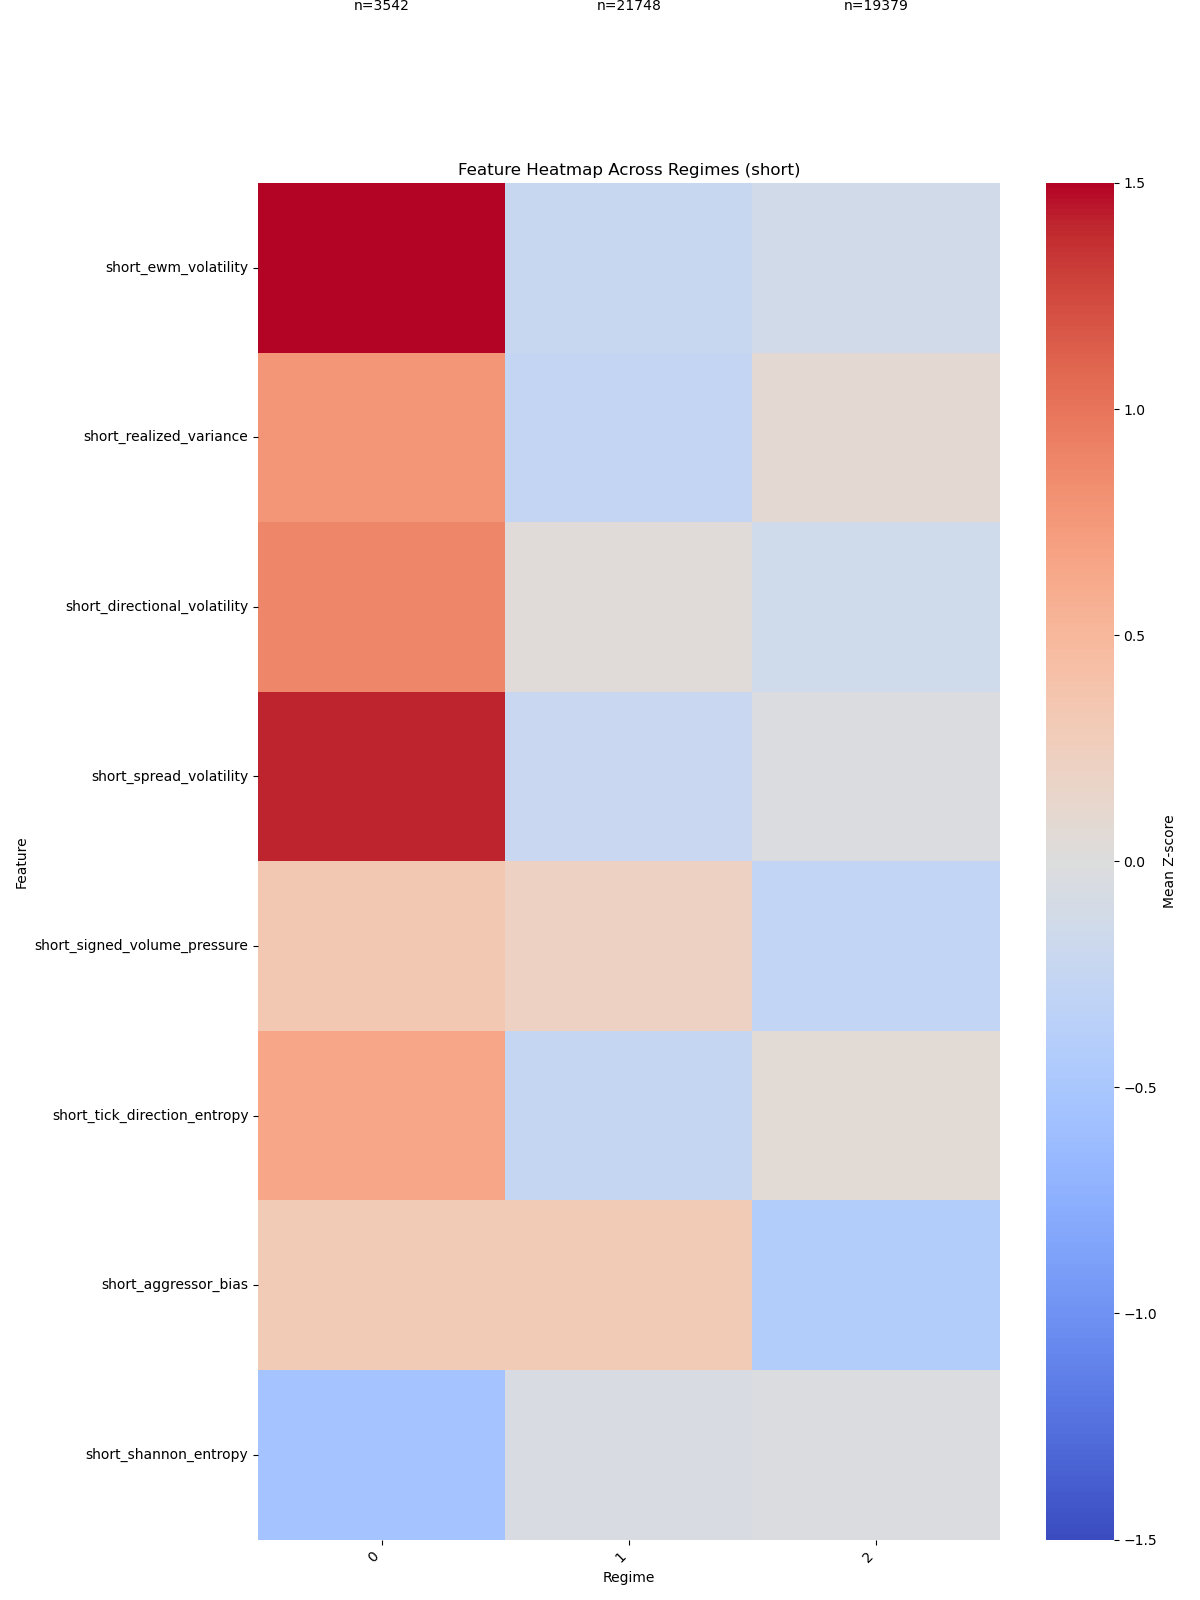 n=3542 n=21748 n=19379
Feature Heatmap Across Regimes (short)
short_ewm_volatility
short_realized_variance
short_directional_volatility
short_spread_volatility
short_signed_volume_pressure
short_tick_direction_entropy
short_aggressor_bias
short_shannon_entropy
Feature
0 1 2
Regime
1.5
1.0
0.5
0.0
−0.5
−1.0
−1.5
Mean Z-score